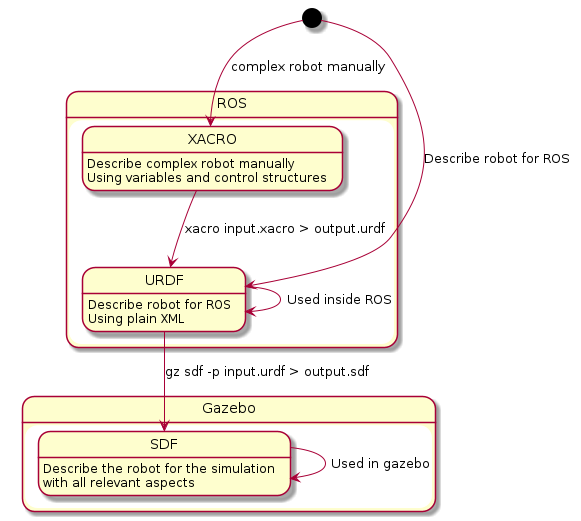 complex robot manually
ROS
XACRO
Describe complex robot manually
Using variables and control structures
Describe robot for ROS
xacro input.xacro > output.urdf
URDF
Describe robot for ROS
Using plain XML
Used inside ROS
gz sdf -p input.urdf > output.sdf
Gazebo
SDF
Describe the robot for the simulation
with all relevant aspects
Used in gazebo